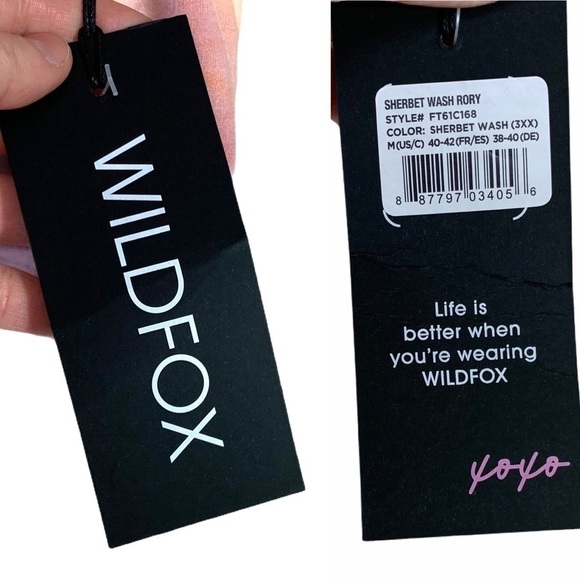 WILDFOX
SHERBET WASH RORY
STYLE# FT61C168
COLOR: SHERBET WASH (3XX)
M(US/C) 40-42(FR/ES) 38-40(DE)
8 87797 03405 6
Life is
better when
you're wearing
WILDFOX
xoxo